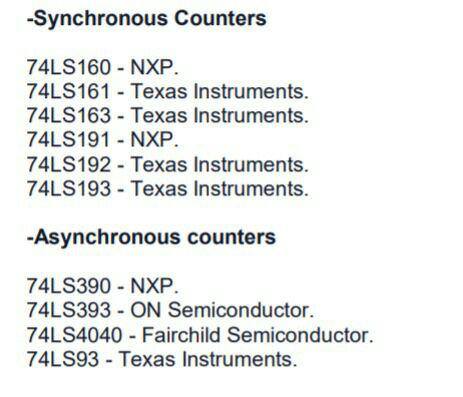 -Synchronous Counters
74LS160 - NXP.
74LS161 - Texas Instruments.
74LS163 - Texas Instruments.
74LS191 - NXP.
74LS192 - Texas Instruments.
74LS193 - Texas Instruments.
-Asynchronous counters
74LS390 - NXP.
74LS393 - ON Semiconductor.
74LS4040 - Fairchild Semiconductor.
74LS93 - Texas Instruments.